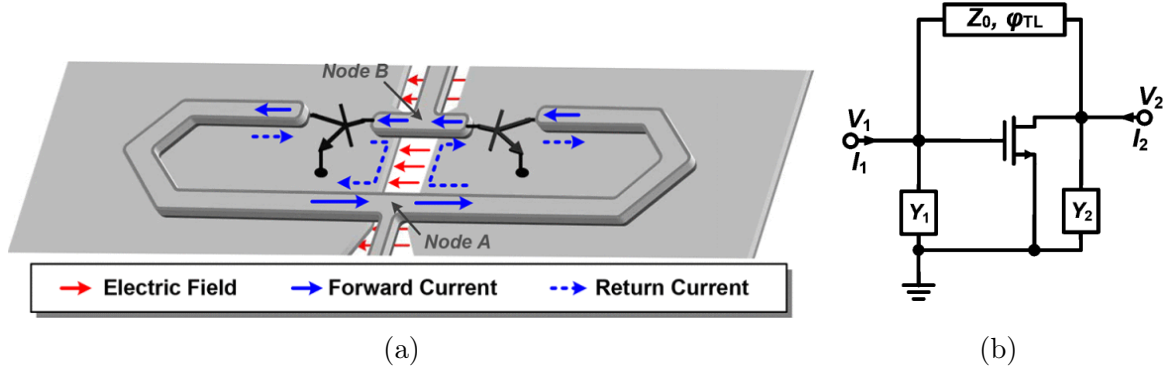 Node B
Node A
Electric Field
Forward Current
Return Current
(a)
Z₀, φTL
V₁
I₁
V₂
I₂
Y₁
Y₂
(b)